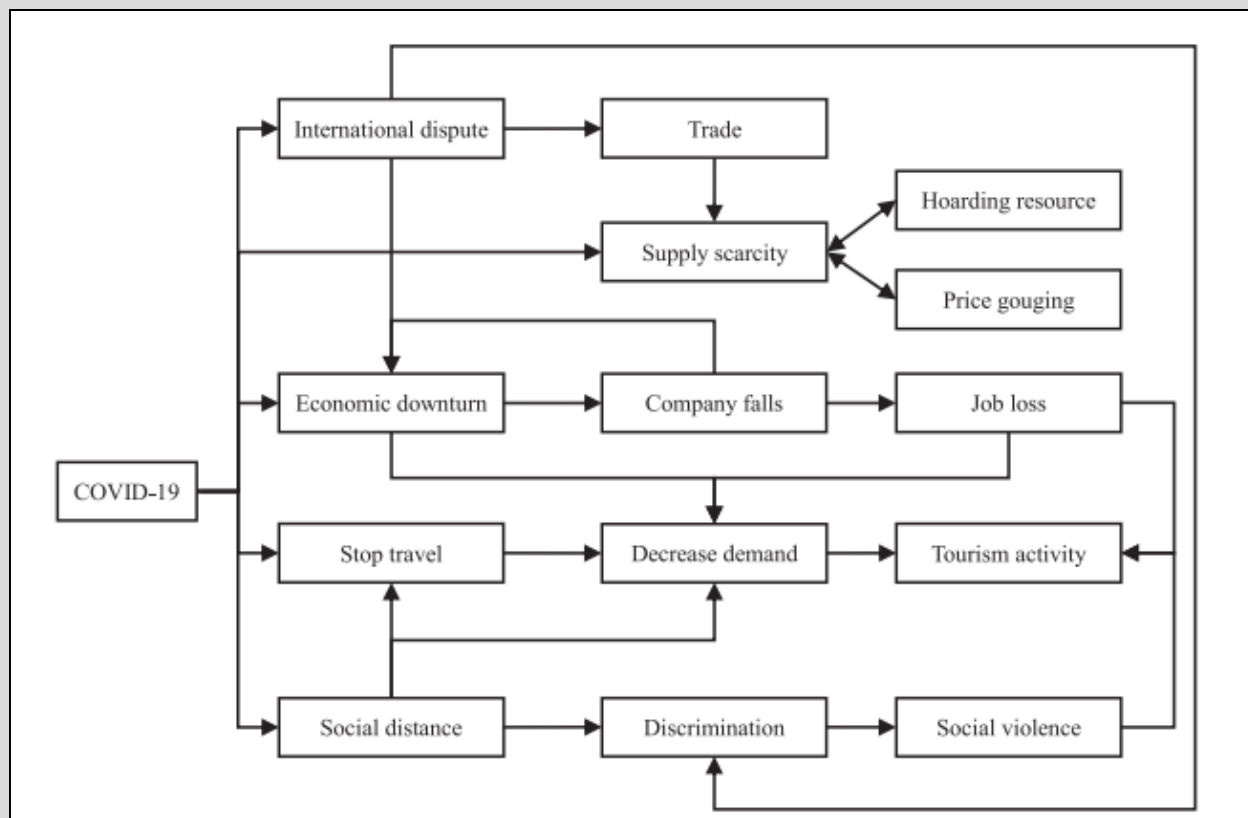 International dispute
Trade
Hoarding resource
Supply scarcity
Price gouging
Economic downturn
Company falls
Job loss
COVID-19
Stop travel
Decrease demand
Tourism activity
Social distance
Discrimination
Social violence